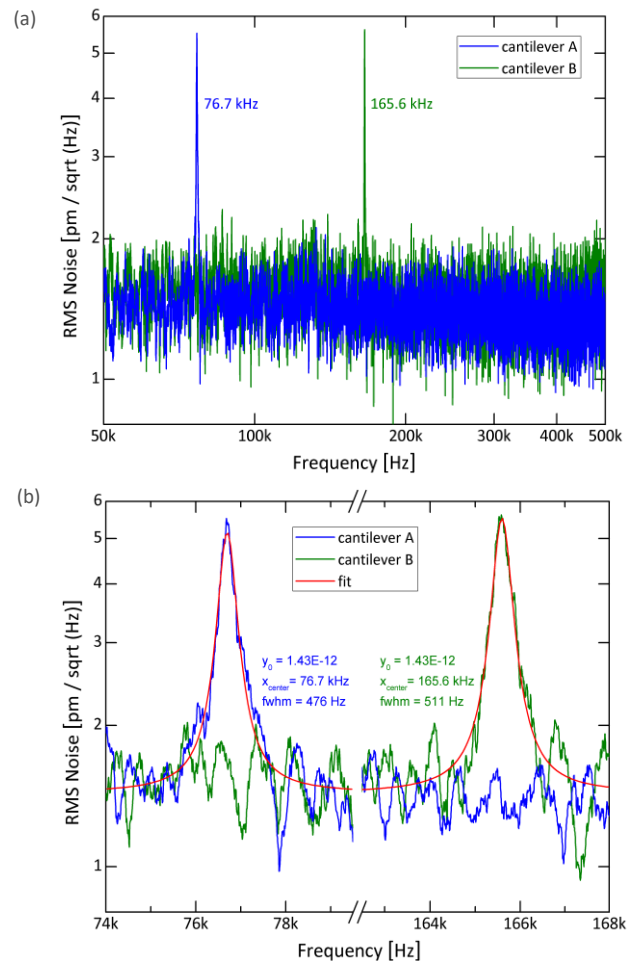 (a)
6
5
4
3
2
1
RMS Noise [pm / sqrt (Hz)]
cantilever A
cantilever B
76.7 kHz
165.6 kHz
50k 100k 200k 300k 400k 500k
Frequency [Hz]
(b)
6
5
4
3
2
1
RMS Noise [pm / sqrt (Hz)]
cantilever A
cantilever B
fit
y0 = 1.43E-12
xcenter= 76.7 kHz
fwhm = 476 Hz
y0 = 1.43E-12
xcenter= 165.6 kHz
fwhm = 511 Hz
74k 76k 78k 164k 166k 168k
Frequency [Hz]